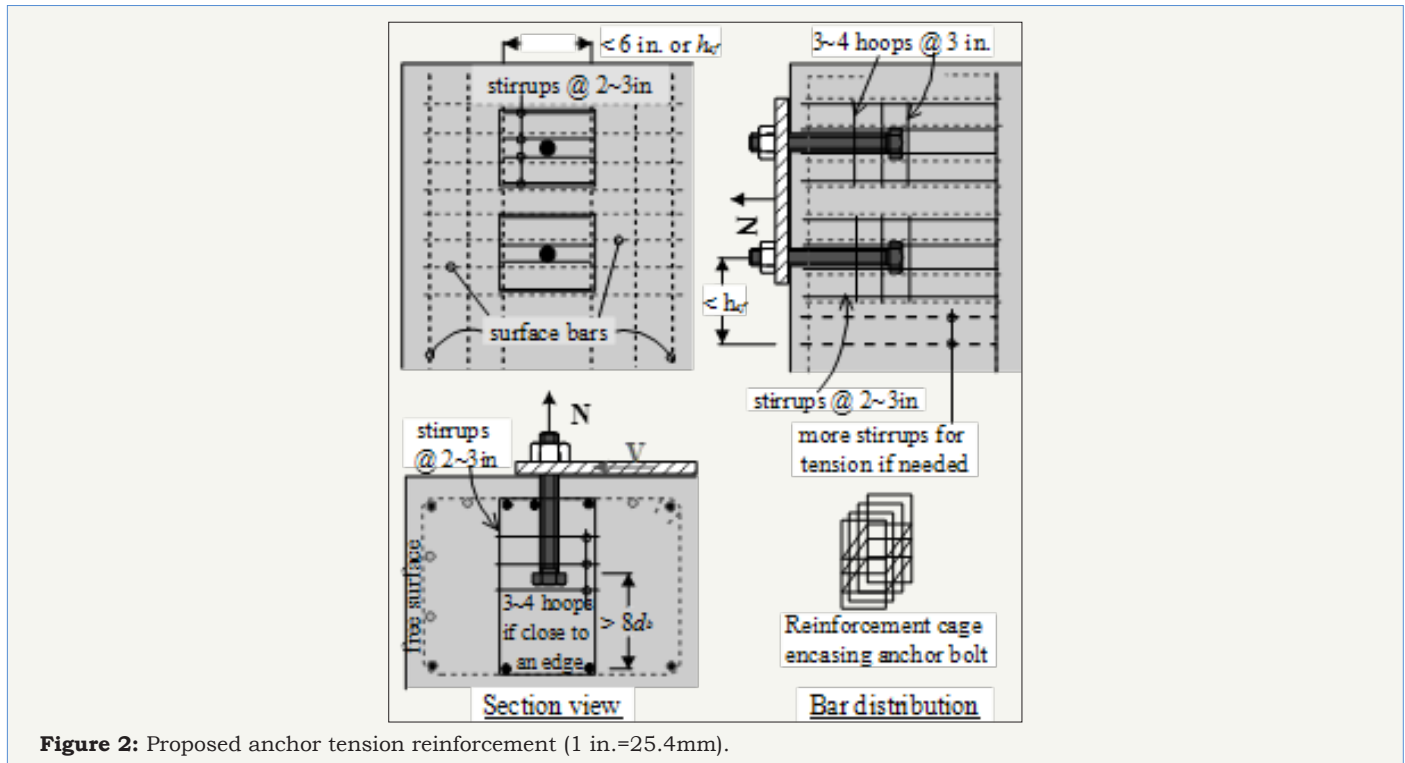 < 6 in. or hef
stirrups @ 2~3in
surface bars
3~4 hoops @ 3 in.
N
< hef
stirrups @ 2~3in
more stirrups for
tension if needed
stirrups
@ 2~3in
N
V
free surface
3~4 hoops
if close to
an edge
> 8db
Section view
Reinforcement cage
encasing anchor bolt
Bar distribution
Figure 2: Proposed anchor tension reinforcement (1 in.=25.4mm).